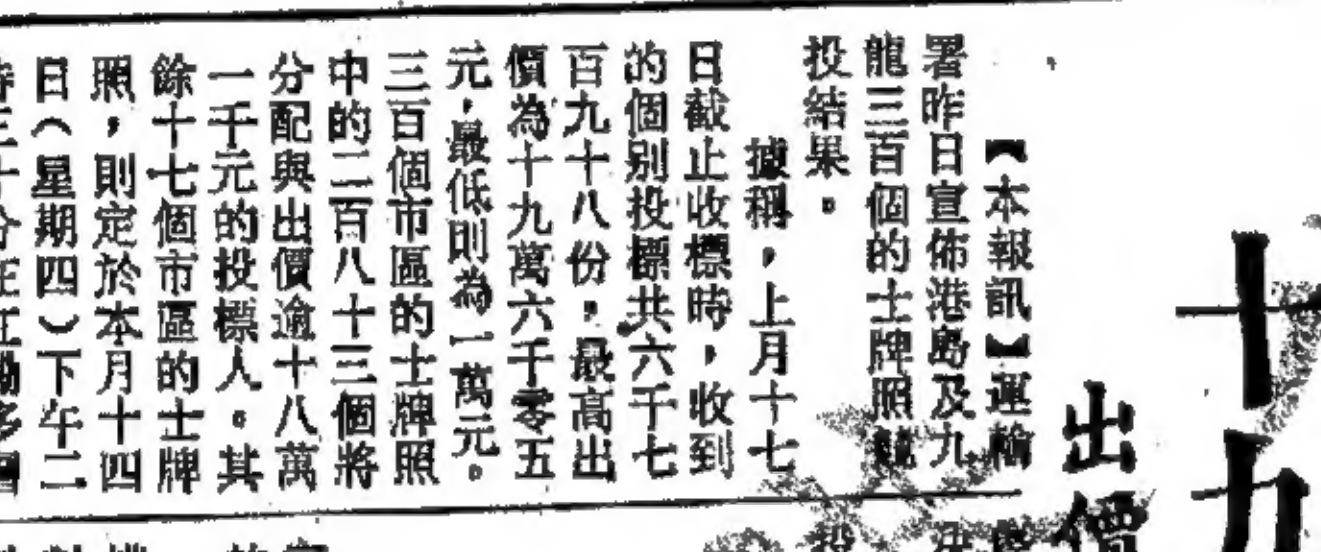 十九
出價
【本報訊】運輸
署昨日宣佈港島及九
龍三百個的士牌照競
投結果。
據稱，上月十七
日截止收標時，收到
的個别投標共六千七
百九十八份，最高出
價為十九萬六千零五
元，最低則為一萬元。
三百個市區的士牌照
中的二百八十三個將
分配與出價逾十八萬
一千元的投標人。其
餘十七個市區的士牌
照，則定於本月十四
日（星期四）下午二